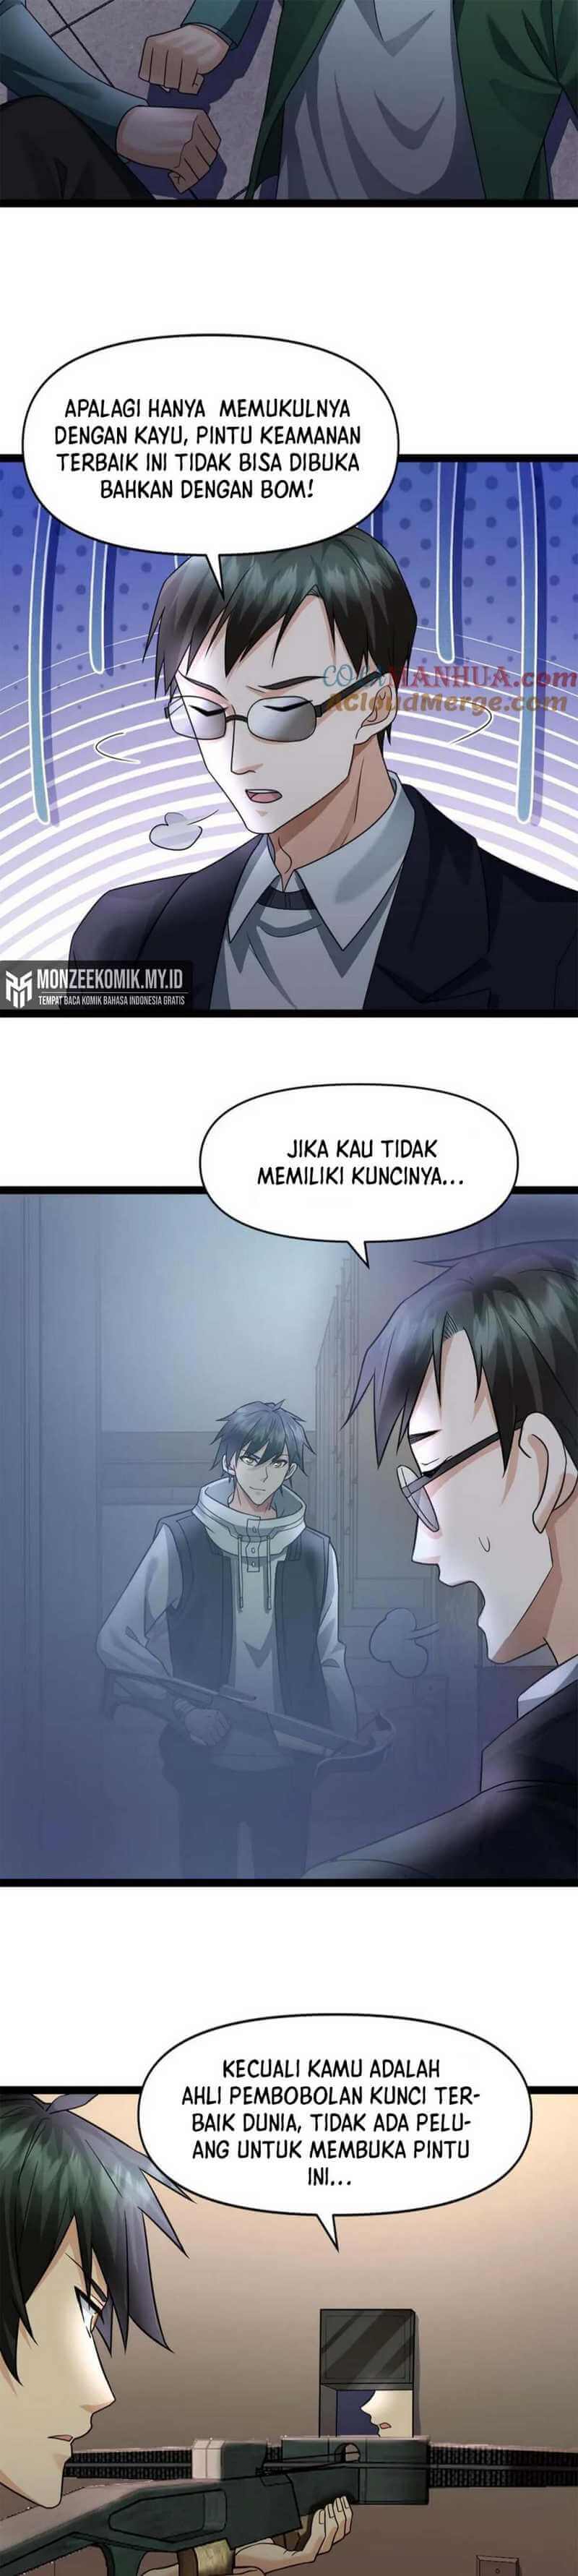 APALAGI HANYA MEMUKULNYA
DENGAN KAYU, PINTU KEAMANAN
TERBAIK INI TIDAK BISA DIBUKA
BAHKAN DENGAN BOM!
COLAMANHUA.com
AcloudMerge.com
MONZEEKOMIK.MY.ID
TEMPAT BACA KOMIK BAHASA INDONESIA GRATIS
JIKA KAU TIDAK
MEMILIKI KUNCINYA...
KECUALI KAMU ADALAH
AHLI PEMBOBOLAN KUNCI TER-
BAIK DUNIA, TIDAK ADA PELU-
ANG UNTUK MEMBUKA PINTU
INI...